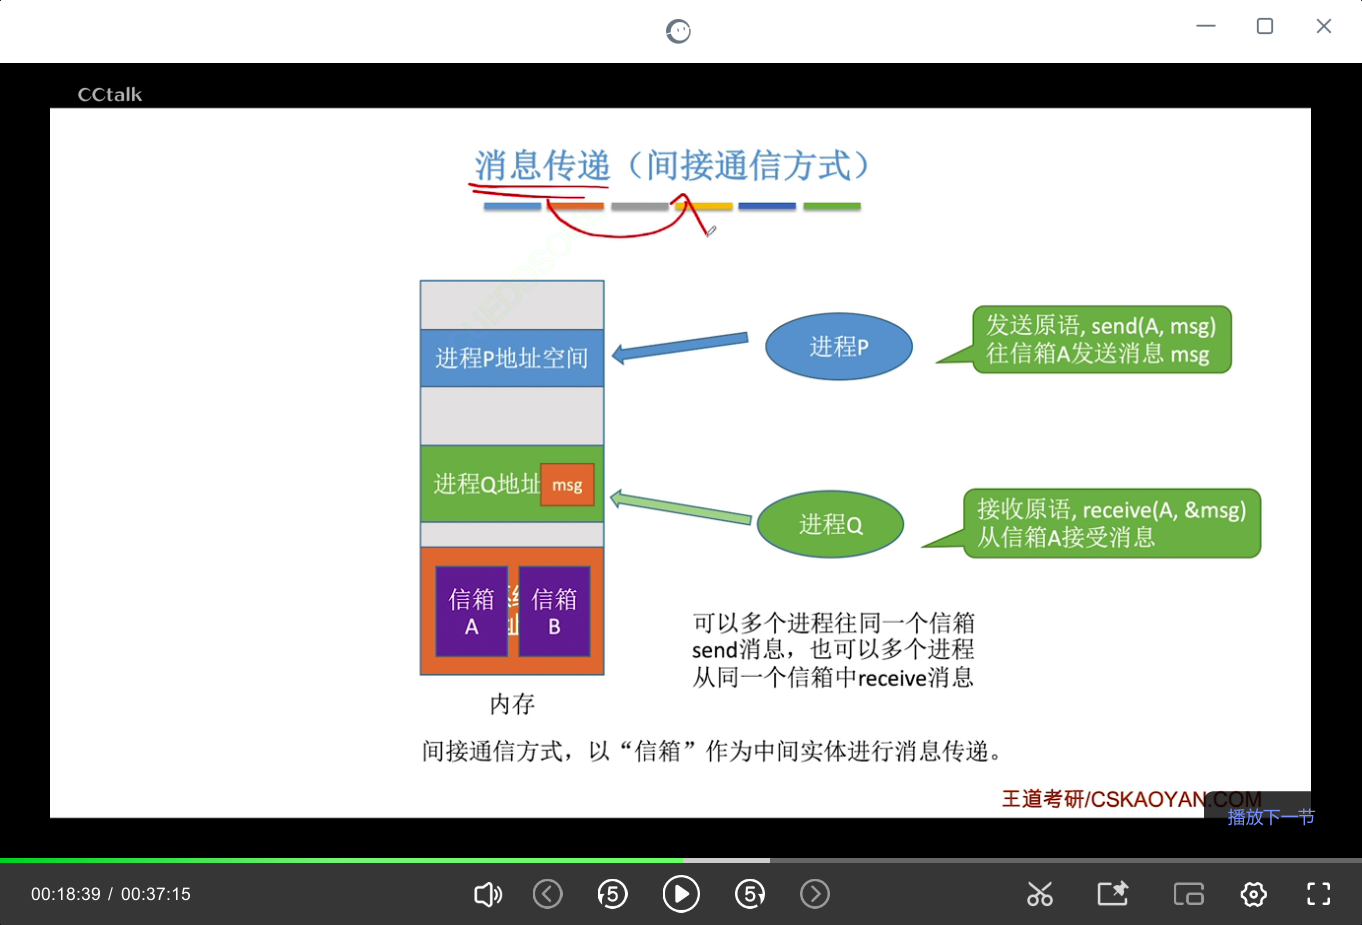 CCtalk
消息传递（间接通信方式）
进程P地址空间
进程P
发送原语, send(A, msg)
往信箱A发送消息 msg
进程Q地址
msg
进程Q
接收原语, receive(A, &msg)
从信箱A接受消息
信箱
A
信箱
B
可以多个进程往同一个信箱
send消息，也可以多个进程
从同一个信箱中receive消息
内存
间接通信方式，以“信箱”作为中间实体进行消息传递。
王道考研/CSKAOYAN.COM
播放下一节
00:18:39 / 00:37:15
5
5